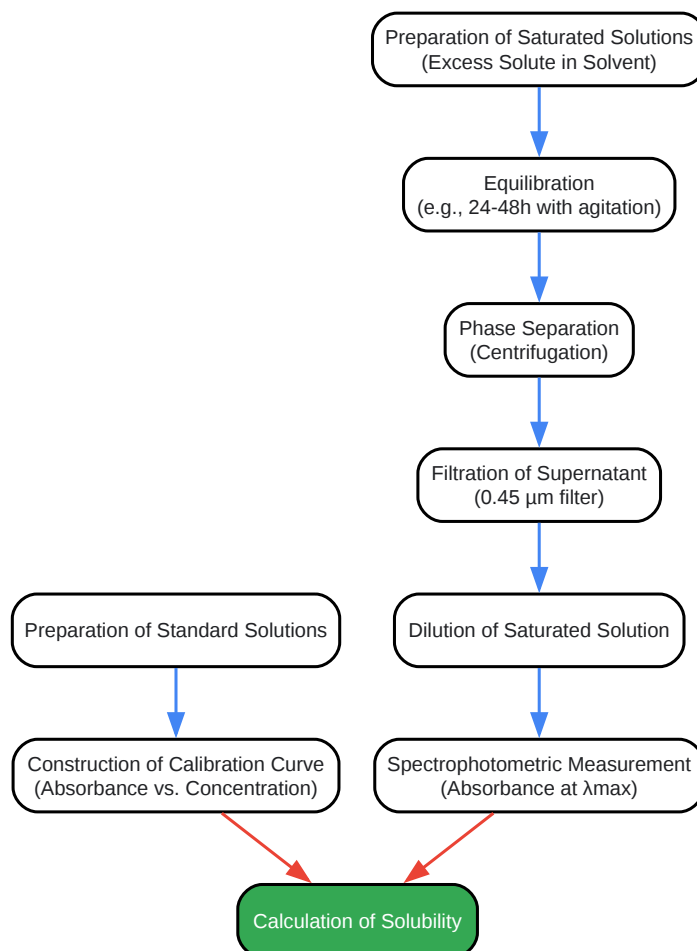 Preparation of Saturated Solutions
(Excess Solute in Solvent)
Equilibration
(e.g., 24-48h with agitation)
Phase Separation
(Centrifugation)
Filtration of Supernatant
(0.45 µm filter)
Preparation of Standard Solutions
Dilution of Saturated Solution
Construction of Calibration Curve
(Absorbance vs. Concentration)
Spectrophotometric Measurement
(Absorbance at λmax)
Calculation of Solubility